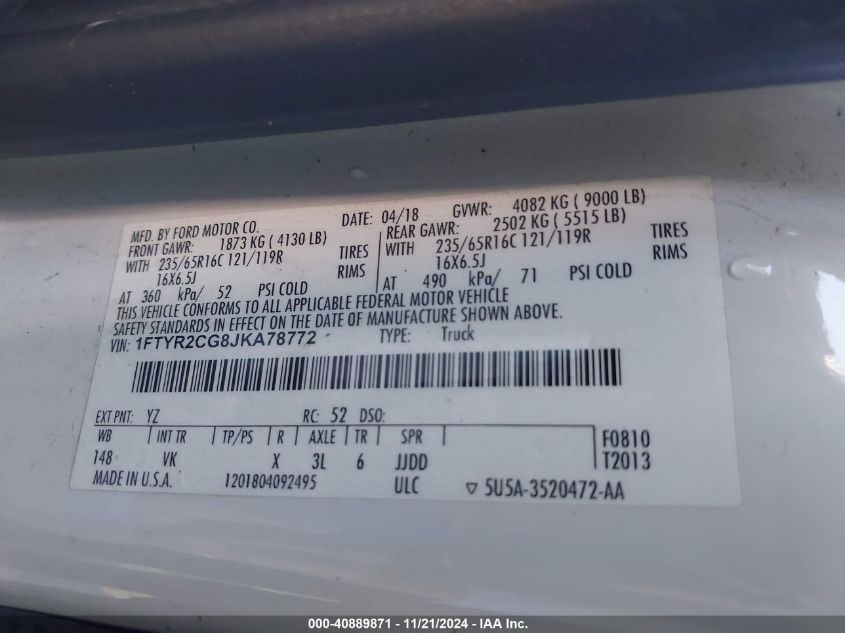 MFD. BY FORD MOTOR CO. DATE: 04/18 GVWR: 4082 KG ( 9000 LB)
FRONT GAWR: 1873 KG ( 4130 LB) REAR GAWR: 2502 KG ( 5515 LB)
WITH 235/65R16C 121/119R TIRES WITH 235/65R16C 121/119R TIRES
16X6.5J RIMS 16X6.5J RIMS
AT 360 kPa/ 52 PSI COLD AT 490 kPa/ 71 PSI COLD
THIS VEHICLE CONFORMS TO ALL APPLICABLE FEDERAL MOTOR VEHICLE
SAFETY STANDARDS IN EFFECT ON THE DATE OF MANUFACTURE SHOWN ABOVE.
VIN: 1FTYR2CG8JKA78772 TYPE: Truck
EXT PNT: YZ RC: 52 DSO:
WB INT TR TP/PS R AXLE TR SPR F0810
148 VK X 3L 6 JJDD T2013
MADE IN U.S.A. 1201804092495 ULC ▽ 5U5A-3520472-AA
000-40889871 - 11/21/2024 - IAA Inc.